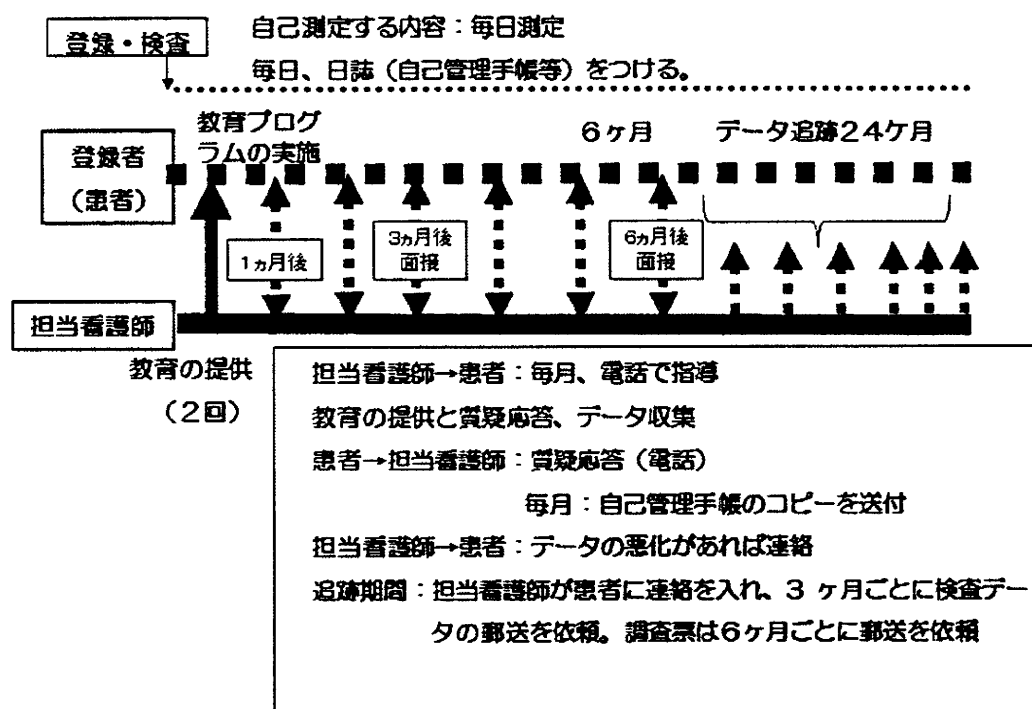 登録・検査
自己測定する内容：毎日測定
毎日、日誌（自己管理手帳等）をつける。
教育プログ
ラムの実施
6ヶ月
データ追跡24ケ月
登録者
（患者）
1ヵ月後
3ヵ月後
面接
6ヵ月後
面接
担当看護師
教育の提供
（2回）
担当看護師→患者：毎月、電話で指導
教育の提供と質疑応答、データ収集
患者→担当看護師：質疑応答（電話）
毎月：自己管理手帳のコピーを送付
担当看護師→患者：データの悪化があれば連絡
追跡期間：担当看護師が患者に連絡を入れ、3 ヶ月ごとに検査デー
タの郵送を依頼。調査票は6ヶ月ごとに郵送を依頼